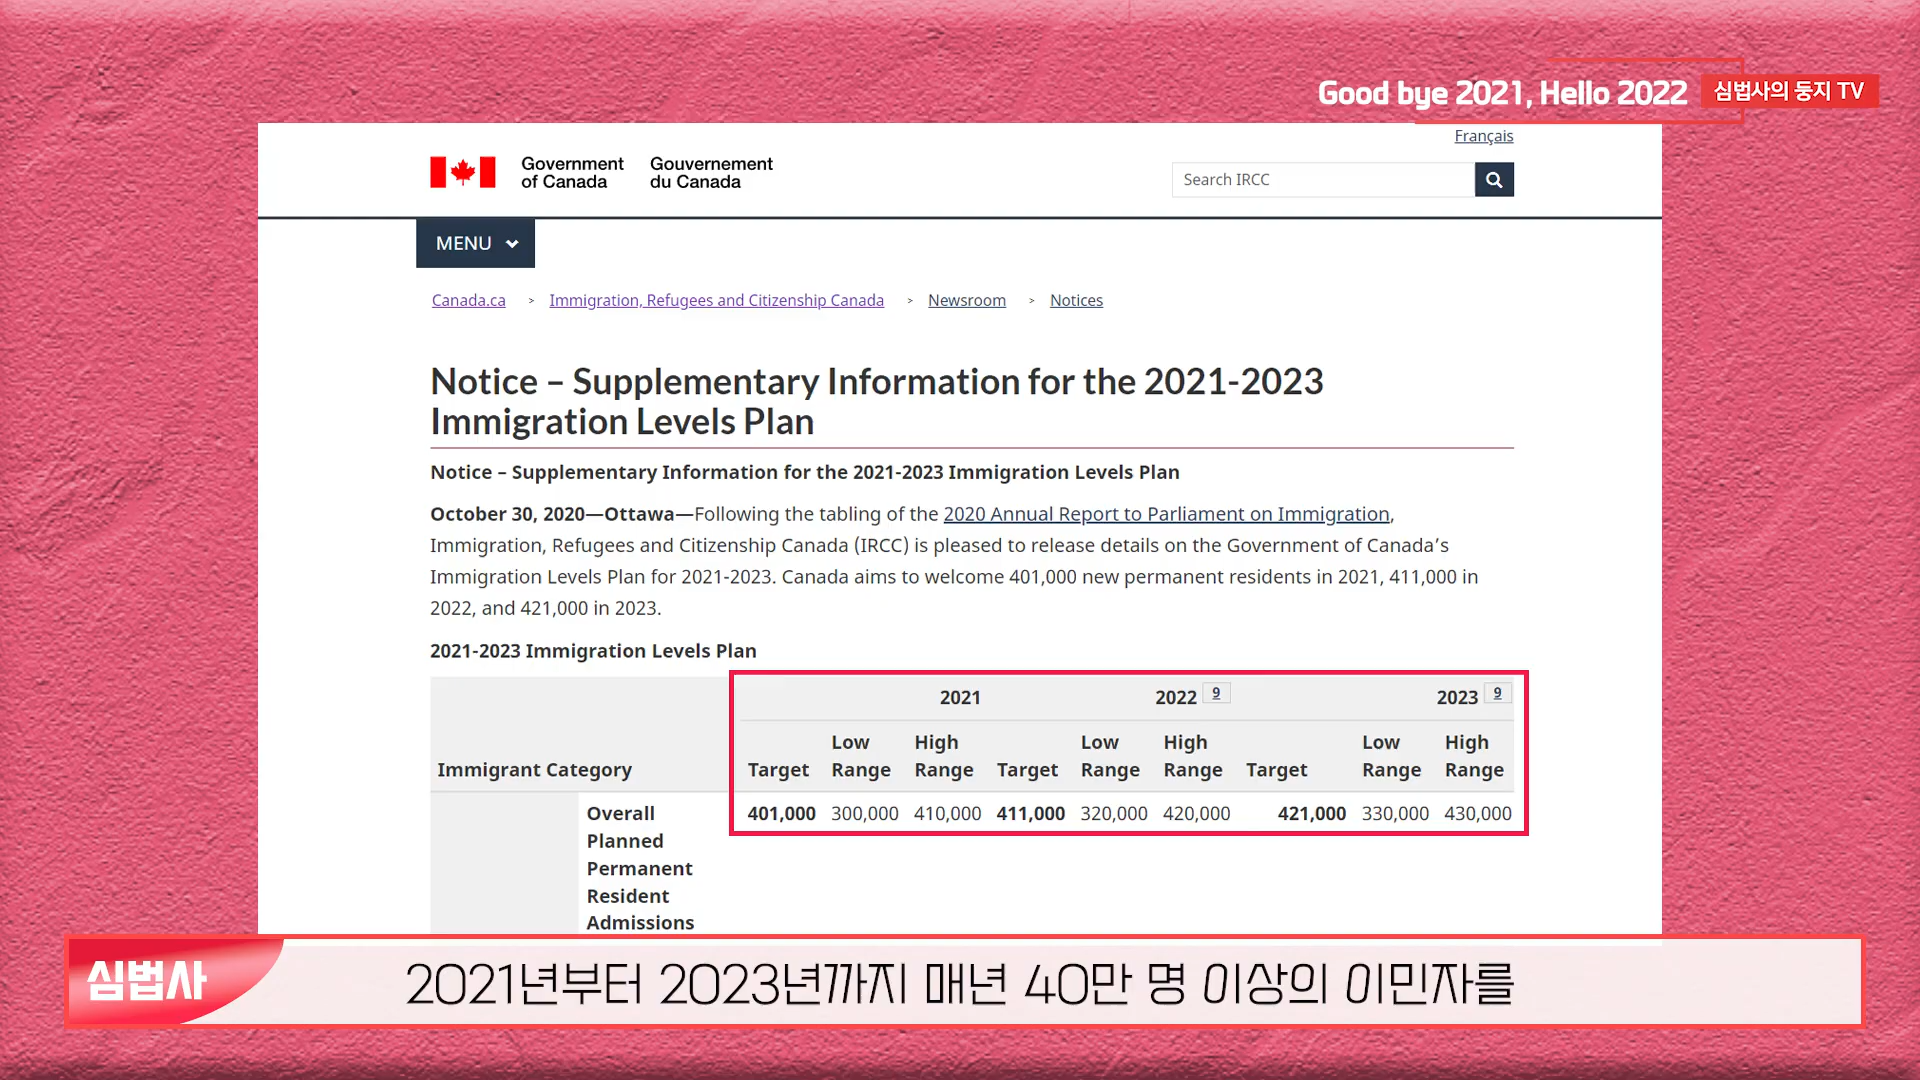 Good bye 2021, Hello 2022
심법사의 둥지 TV
Français
Government of Canada
Gouvernement du Canada
Search IRCC
MENU
Canada.ca > Immigration, Refugees and Citizenship Canada > Newsroom > Notices
Notice – Supplementary Information for the 2021-2023
Immigration Levels Plan
Notice – Supplementary Information for the 2021-2023 Immigration Levels Plan
October 30, 2020—Ottawa—Following the tabling of the 2020 Annual Report to Parliament on Immigration,
Immigration, Refugees and Citizenship Canada (IRCC) is pleased to release details on the Government of Canada’s
Immigration Levels Plan for 2021-2023. Canada aims to welcome 401,000 new permanent residents in 2021, 411,000 in
2022, and 421,000 in 2023.
2021-2023 Immigration Levels Plan
2021 2022 9 2023 9
Low High Low High Low High
Immigrant Category Target Range Range Target Range Range Target Range Range
Overall 401,000 300,000 410,000 411,000 320,000 420,000 421,000 330,000 430,000
Planned
Permanent
Resident
Admissions
심법사
2021년부터 2023년까지 매년 40만 명 이상의 이민자를